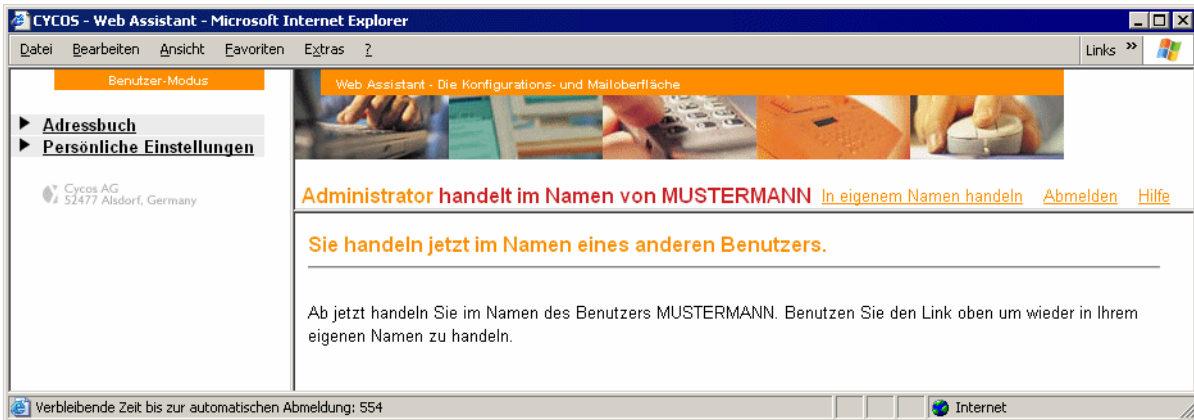 CYCOS - Web Assistant - Microsoft Internet Explorer
Datei Bearbeiten Ansicht Favoriten Extras ? Links »
Benutzer-Modus
Adressbuch
Persönliche Einstellungen
Cycos AG
52477 Alsdorf, Germany
Web Assistant - Die Konfigurations- und Mailoberfläche
Administrator handelt im Namen von MUSTERMANN In eigenem Namen handeln Abmelden Hilfe
Sie handeln jetzt im Namen eines anderen Benutzers.
Ab jetzt handeln Sie im Namen des Benutzers MUSTERMANN. Benutzen Sie den Link oben um wieder in Ihrem
eigenen Namen zu handeln.
Verbleibende Zeit bis zur automatischen Abmeldung: 554 Internet